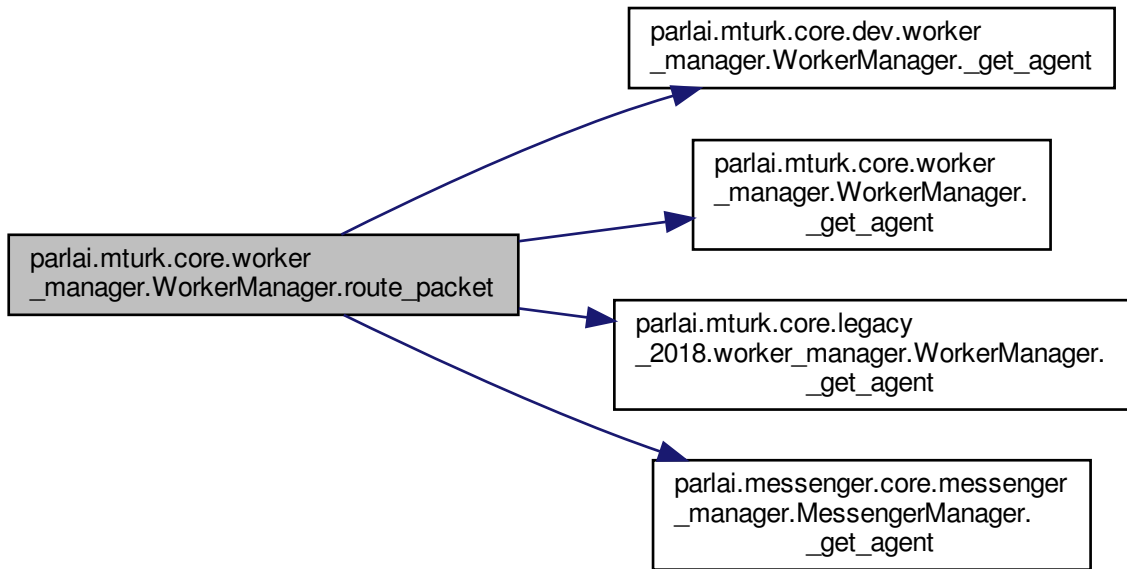 parlai.mturk.core.worker
_manager.WorkerManager.route_packet
parlai.mturk.core.dev.worker
_manager.WorkerManager._get_agent
parlai.mturk.core.worker
_manager.WorkerManager.
_get_agent
parlai.mturk.core.legacy
_2018.worker_manager.WorkerManager.
_get_agent
parlai.messenger.core.messenger
_manager.MessengerManager.
_get_agent